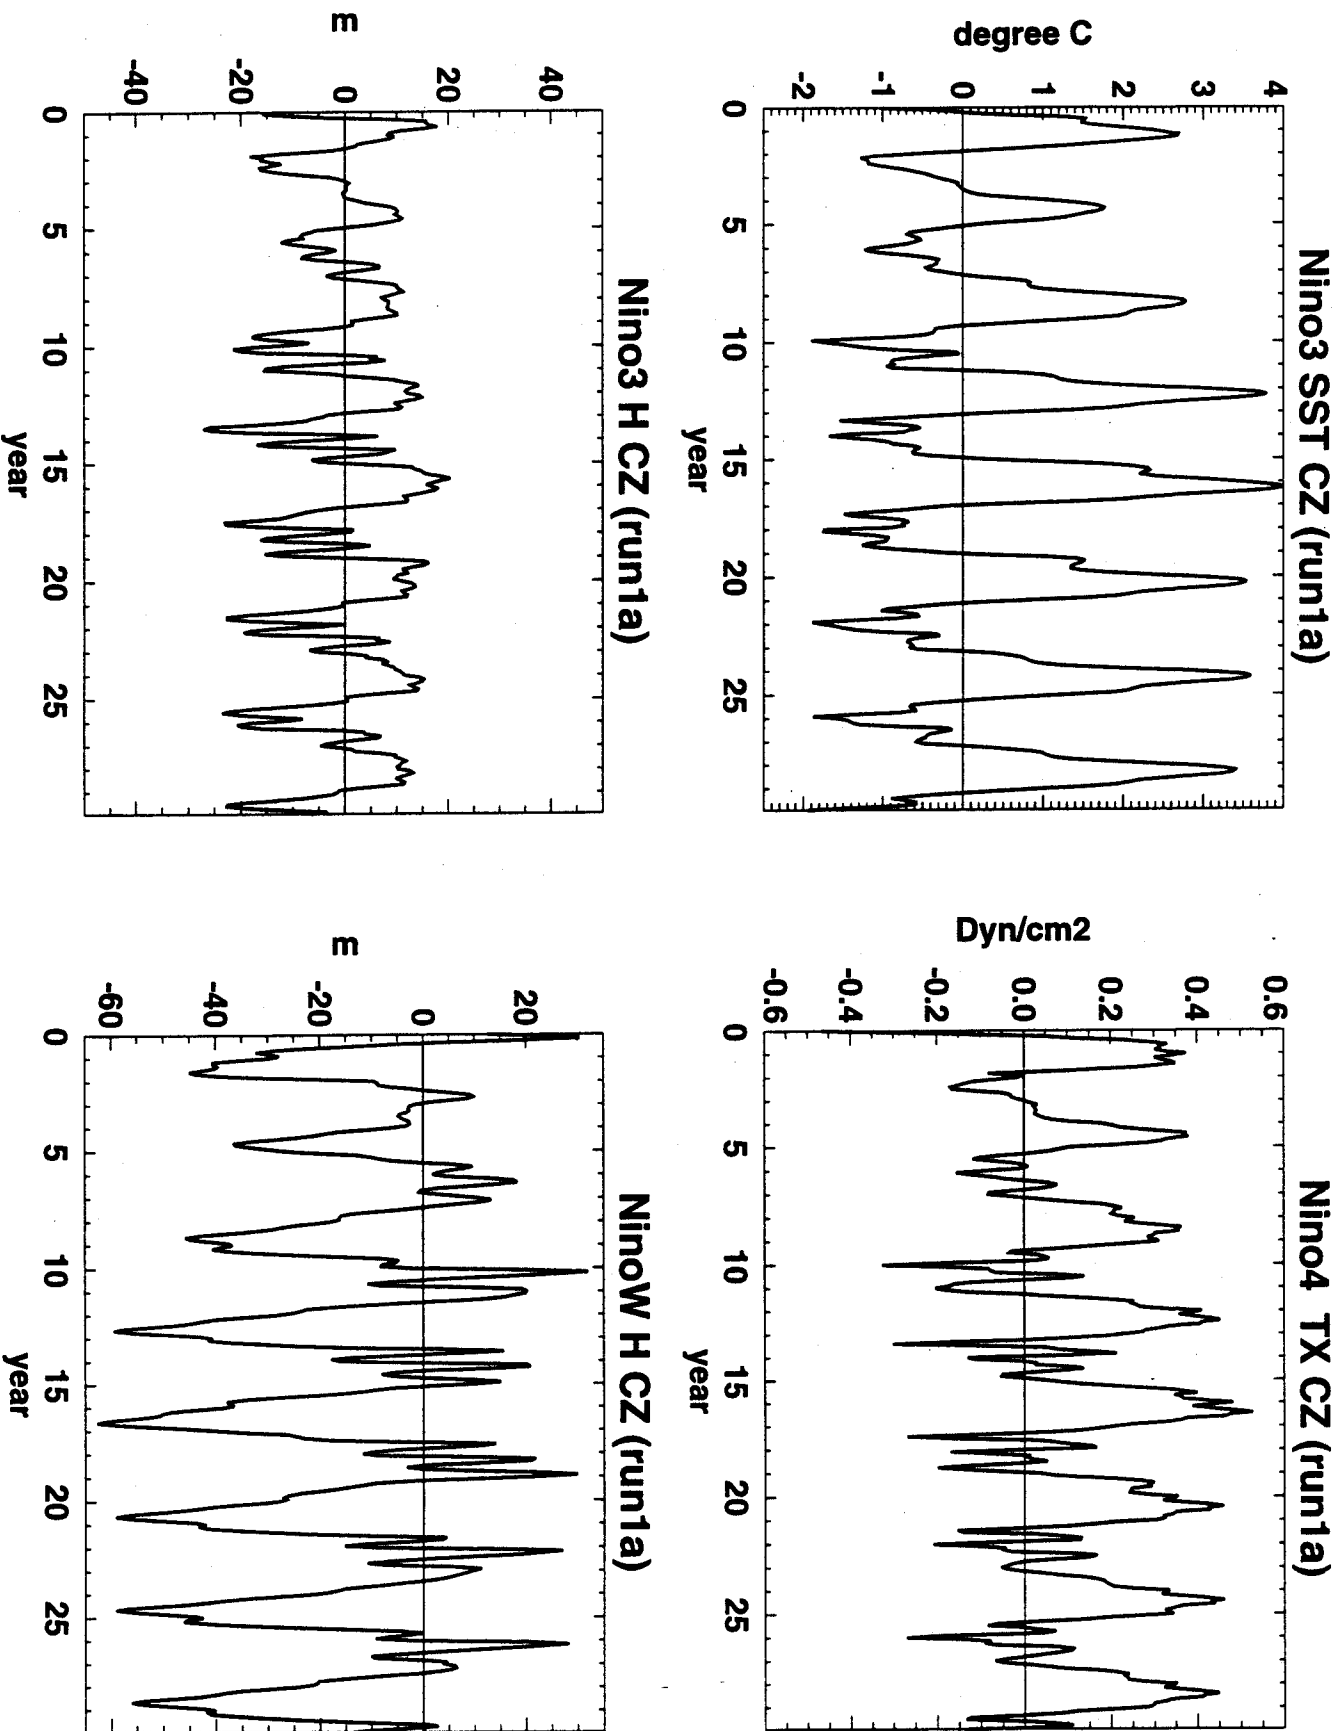 Nino3 SST CZ (run1a)
degree C
4
3
2
1
0
-1
-2
0 5 10 15 20 25
year
Nino4 TX CZ (run1a)
Dyn/cm2
0.6
0.4
0.2
0.0
-0.2
-0.4
-0.6
0 5 10 15 20 25
year
Nino3 H CZ (run1a)
m
40
20
0
-20
-40
0 5 10 15 20 25
year
NinoW H CZ (run1a)
m
20
0
-20
-40
-60
0 5 10 15 20 25
year